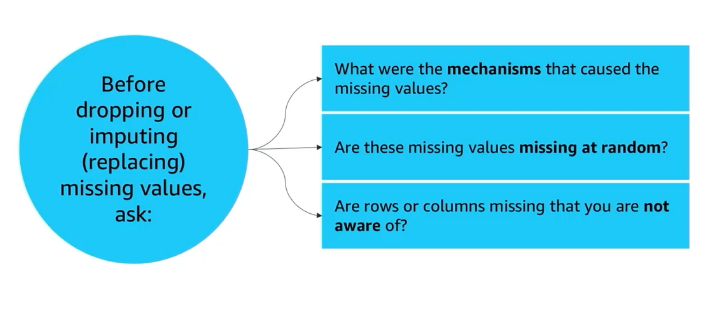 Before
dropping or
imputing
(replacing)
missing values,
ask:
What were the mechanisms that caused the
missing values?
Are these missing values missing at random?
Are rows or columns missing that you are not
aware of?